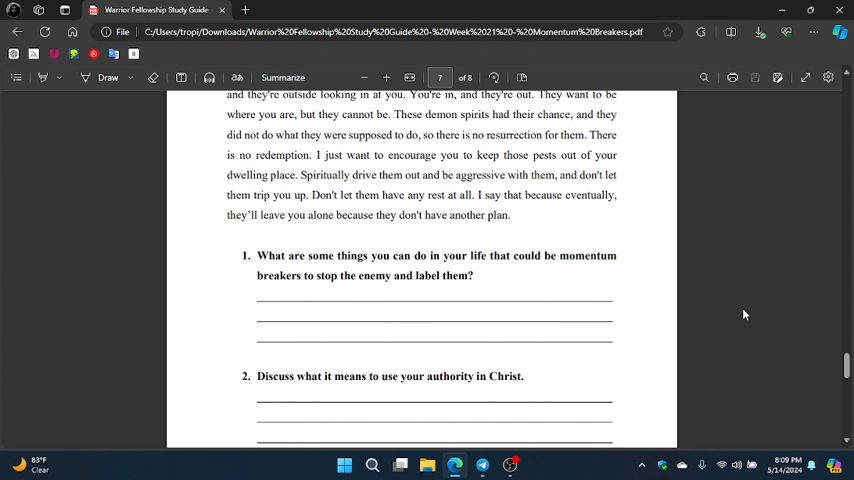 Warrior Fellowship Study Guide -
File
C:/Users/tropi/Downloads/Warrior%20Fellowship%20Study%20Guide%20-%20Week%2021%20-%20Momentum%20Breakers.pdf
Draw
Summarize
7 of 8
and they're outside looking in at you. You're in, and they're out. They want to be
where you are, but they cannot be. These demon spirits had their chance, and they
did not do what they were supposed to do, so there is no resurrection for them. There
is no redemption. I just want to encourage you to keep those pests out of your
dwelling place. Spiritually drive them out and be aggressive with them, and don't let
them trip you up. Don't let them have any rest at all. I say that because eventually,
they'll leave you alone because they don't have another plan.
1. What are some things you can do in your life that could be momentum
breakers to stop the enemy and label them?
2. Discuss what it means to use your authority in Christ.
83°F
Clear
8:09 PM
5/14/2024